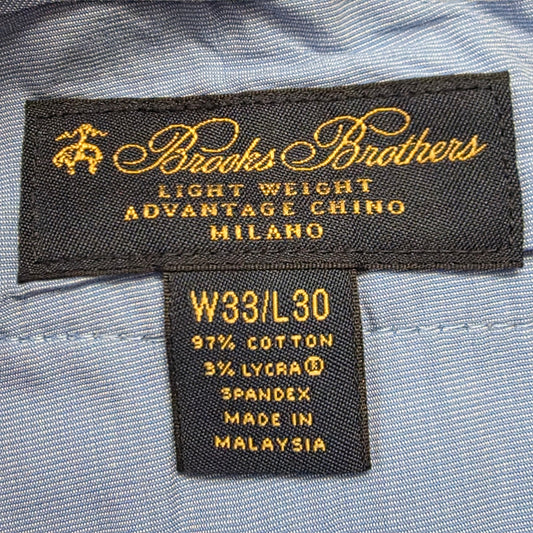 Brooks Brothers
LIGHT WEIGHT
ADVANTAGE CHINO
MILANO
W33/L30
97% COTTON
3% LYCRA®
SPANDEX
MADE IN
MALAYSIA